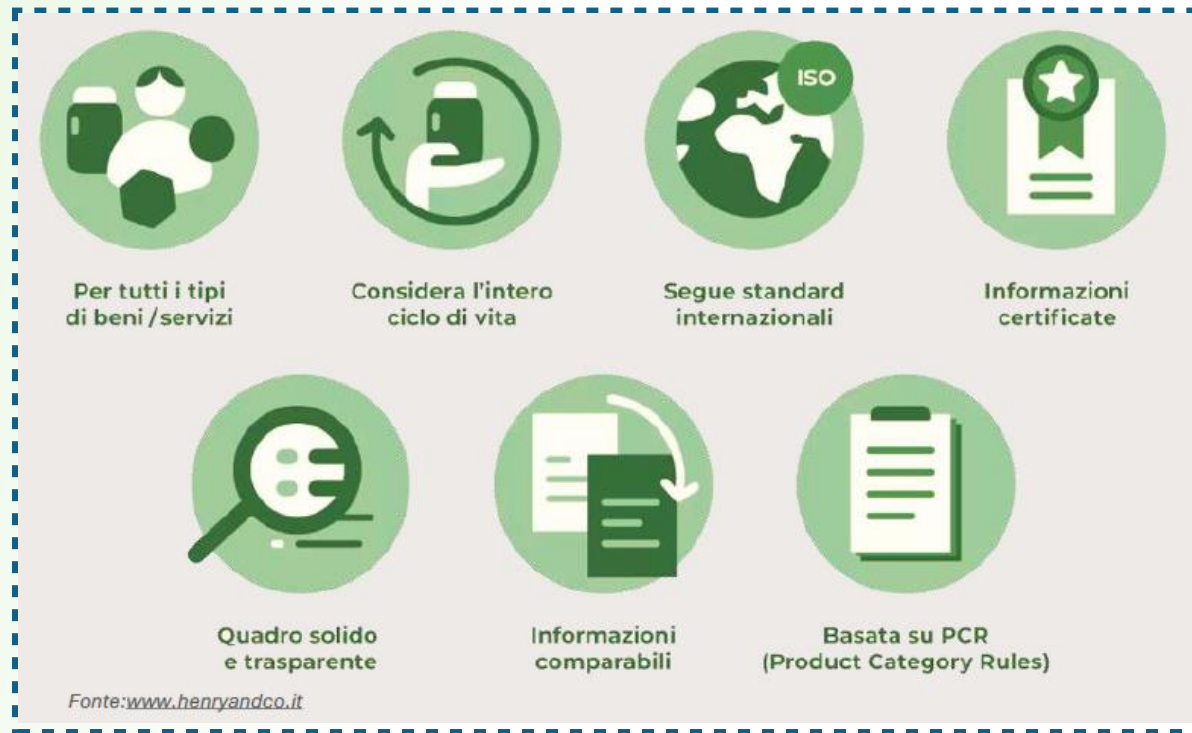 ISO
Per tutti i tipi
di beni / servizi
Considera l'intero
ciclo di vita
Segue standard
internazionali
Informazioni
certificate
Quadro solido
e trasparente
Informazioni
comparabili
Basata su PCR
(Product Category Rules)
Fonte:www.henryandco.it